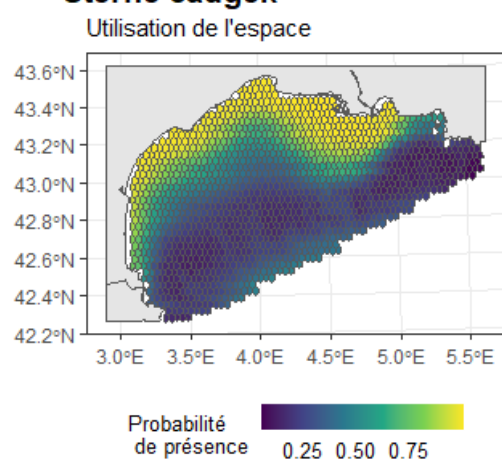 Sterne caugek
Utilisation de l'espace
43.6°N
43.4°N
43.2°N
43.0°N
42.8°N
42.6°N
42.4°N
42.2°N
3.0°E 3.5°E 4.0°E 4.5°E 5.0°E 5.5°E
Probabilité
de présence
0.25 0.50 0.75